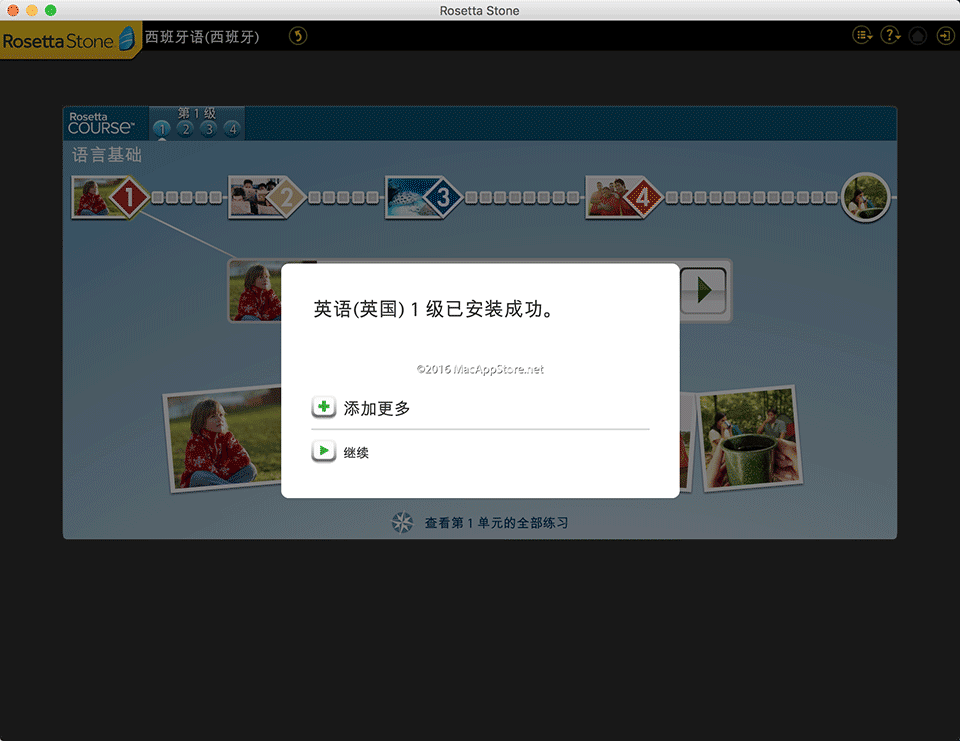 Rosetta Stone
RosettaStone
西班牙语(西班牙)
?
Rosetta
COURSE™
第 1 级
1 2 3 4
语言基础
1
2
3
4
英语(英国) 1 级已安装成功。
©2016 MacAppStore.net
添加更多
继续
查看第 1 单元的全部练习